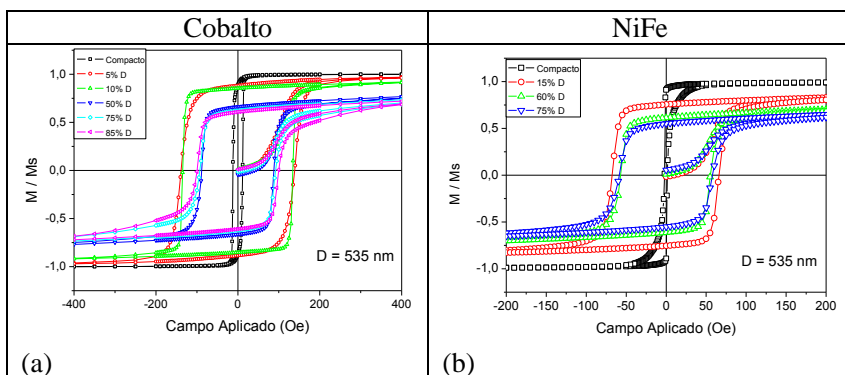 Cobalto
NiFe
1,0
0,5
0,0
-0,5
-1,0
M / Ms
Compacto
5% D
10% D
50% D
75% D
85% D
D = 535 nm
-400
-200
0
200
400
Campo Aplicado (Oe)
(a)
1,0
0,5
0,0
-0,5
-1,0
M / Ms
Compacto
15% D
60% D
75% D
D = 535 nm
-200
-150
-100
-50
0
50
100
150
200
Campo Aplicado (Oe)
(b)